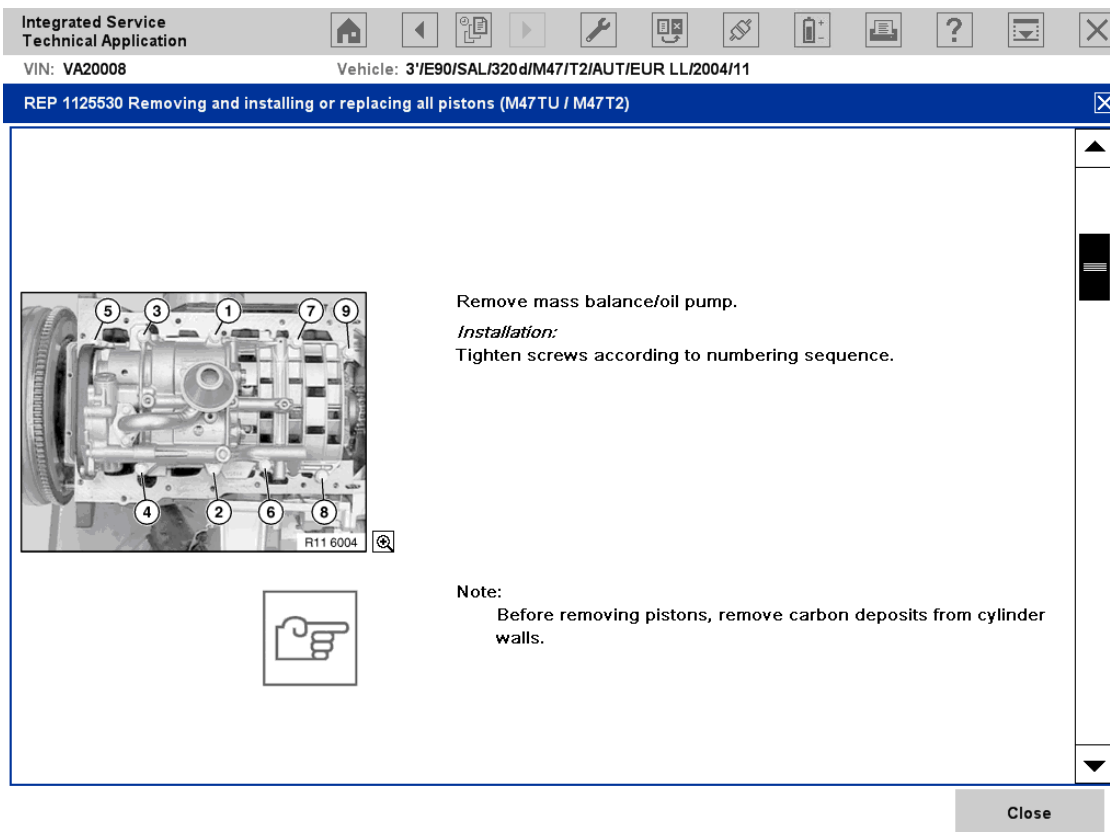 Integrated Service
Technical Application
VIN: VA20008
Vehicle: 3'/E90/SAL/320d/M47/T2/AUT/EUR LL/2004/11
REP 1125530 Removing and installing or replacing all pistons (M47TU / M47T2)
Remove mass balance/oil pump.
Installation:
Tighten screws according to numbering sequence.
5 3 1 7 9
4 2 6 8
R11 6004
Note:
Before removing pistons, remove carbon deposits from cylinder
walls.
Close